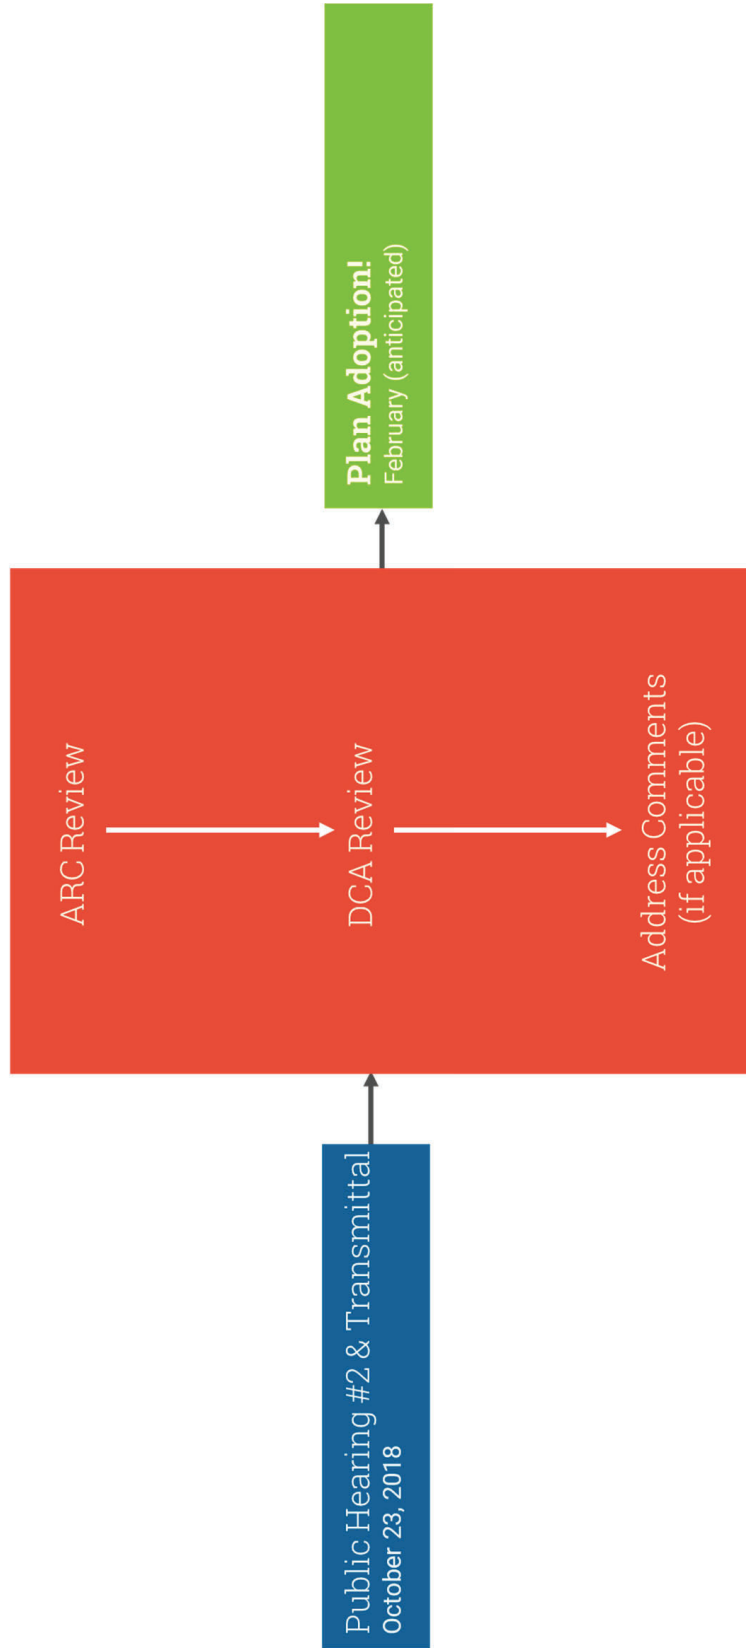 Public Hearing #2 & Transmittal
October 23, 2018
ARC Review
DCA Review
Address Comments
(if applicable)
Plan Adoption!
February (anticipated)